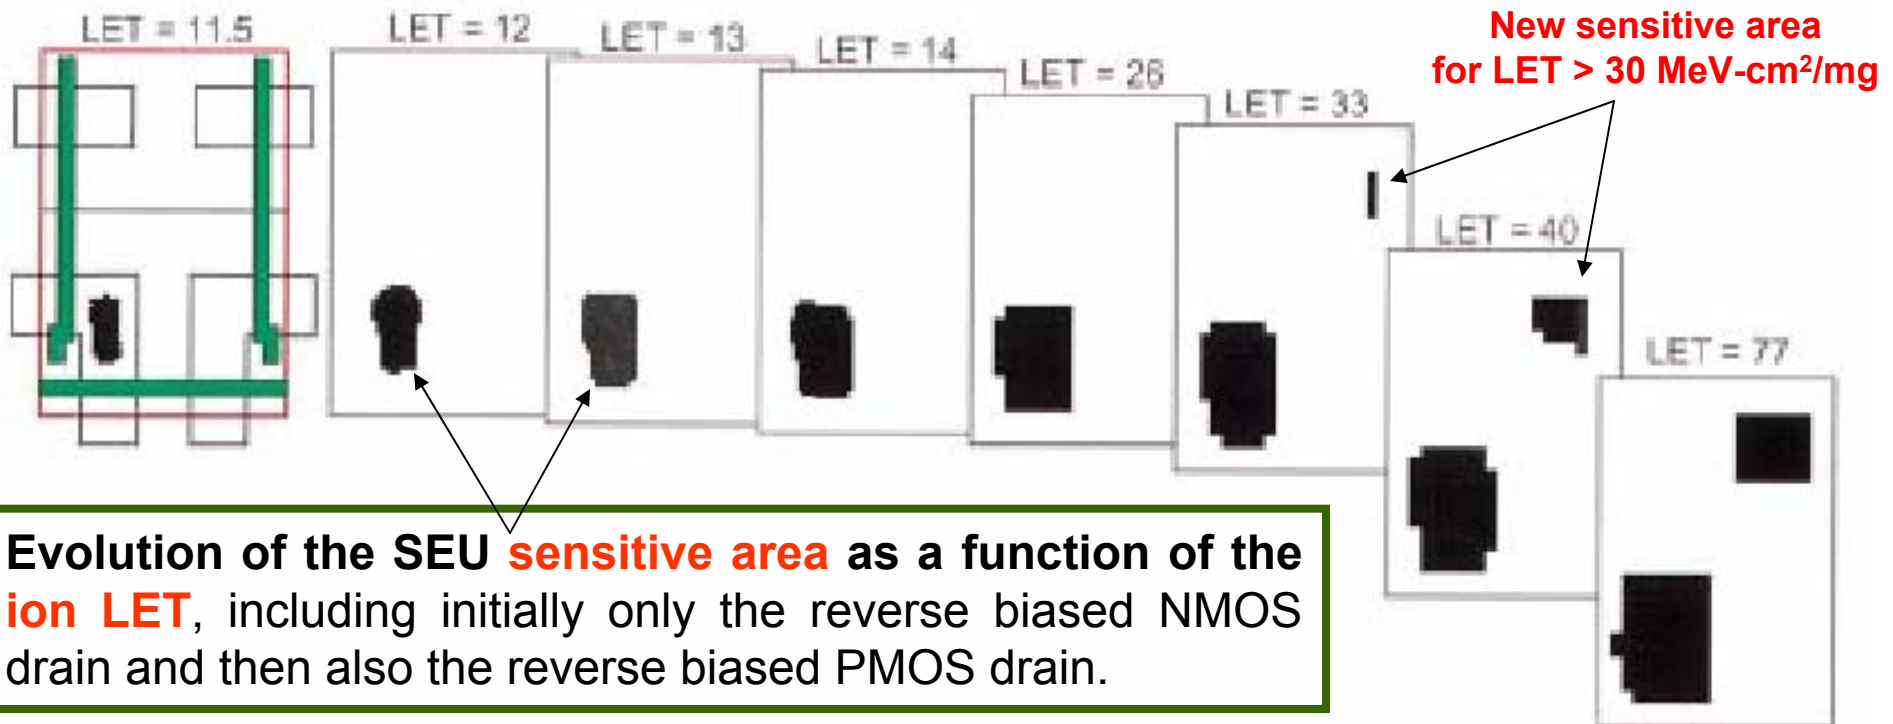 LET = 11.5
LET = 12
LET = 13
LET = 14
LET = 26
LET = 33
New sensitive area
for LET > 30 MeV-cm²/mg
LET = 40
LET = 77
Evolution of the SEU sensitive area as a function of the
ion LET, including initially only the reverse biased NMOS
drain and then also the reverse biased PMOS drain.